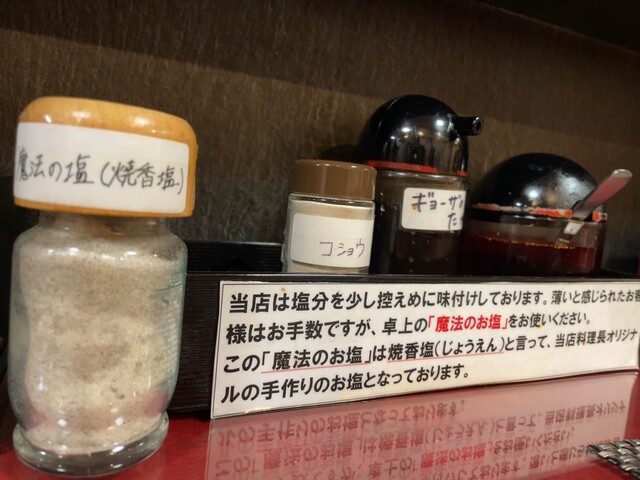 魔法の塩(焼香塩)
コショウ
ギョーザの
た
当店は塩分を少し控えめに味付けしております。薄いと感じられたお客
様はお手数ですが、卓上の「魔法のお塩」をお使いください。
この「魔法のお塩」は焼香塩(じょうえん)と言って、当店料理長オリジナ
ルの手作りのお塩となっております。